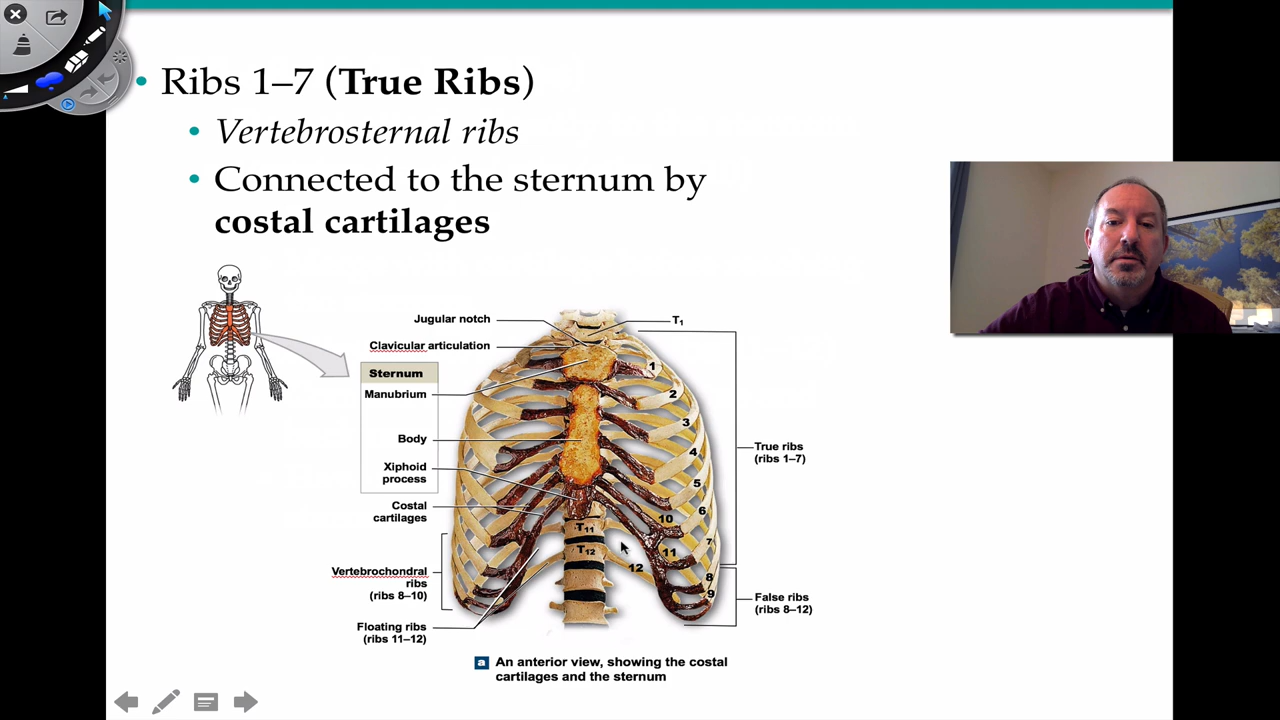 • Ribs 1–7 (True Ribs)
• Vertebrosternal ribs
• Connected to the sternum by
costal cartilages
Jugular notch
T1
Clavicular articulation
Sternum
Manubrium
Body
Xiphoid
process
Costal
cartilages
Vertebrochondral
ribs
(ribs 8–10)
Floating ribs
(ribs 11–12)
1
2
3
4
5
6
7
8
9
10
11
12
T11
T12
True ribs
(ribs 1–7)
False ribs
(ribs 8–12)
a An anterior view, showing the costal
cartilages and the sternum